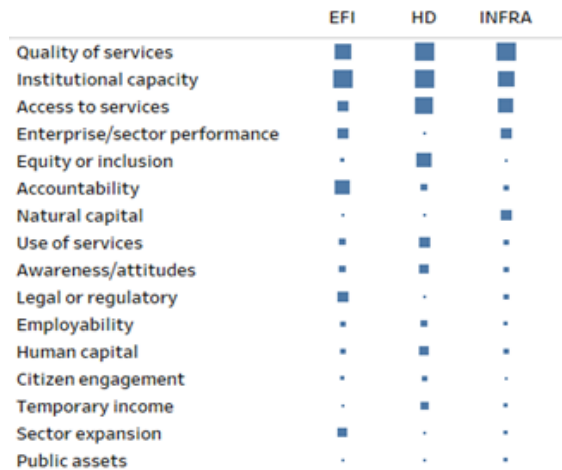 EFI HD INFRA
Quality of services
Institutional capacity
Access to services
Enterprise/sector performance
Equity or inclusion
Accountability
Natural capital
Use of services
Awareness/attitudes
Legal or regulatory
Employability
Human capital
Citizen engagement
Temporary income
Sector expansion
Public assets